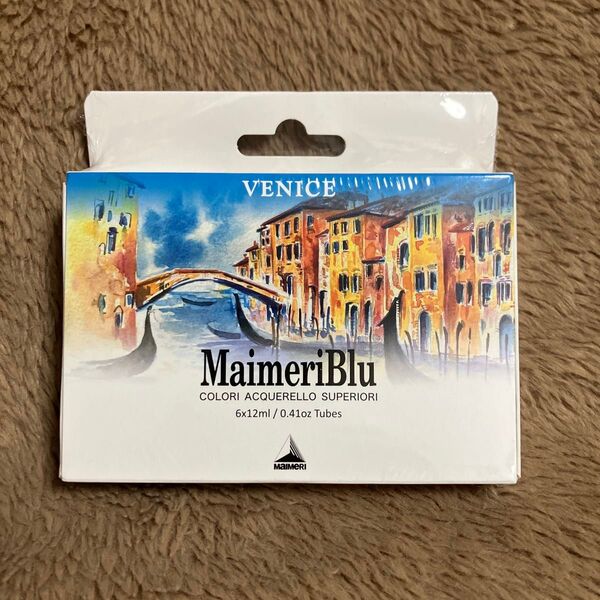 VENICE
MaimeriBlu
COLORI ACQUERELLO SUPERIORI
6x12ml / 0.41oz Tubes
MAIMERI